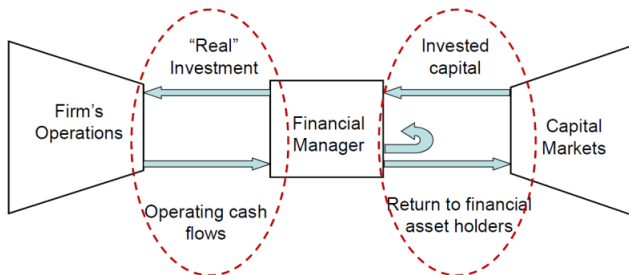 “Real”
Investment
Invested
capital
Firm’s
Operations
Financial
Manager
Capital
Markets
Operating cash
flows
Return to financial
asset holders